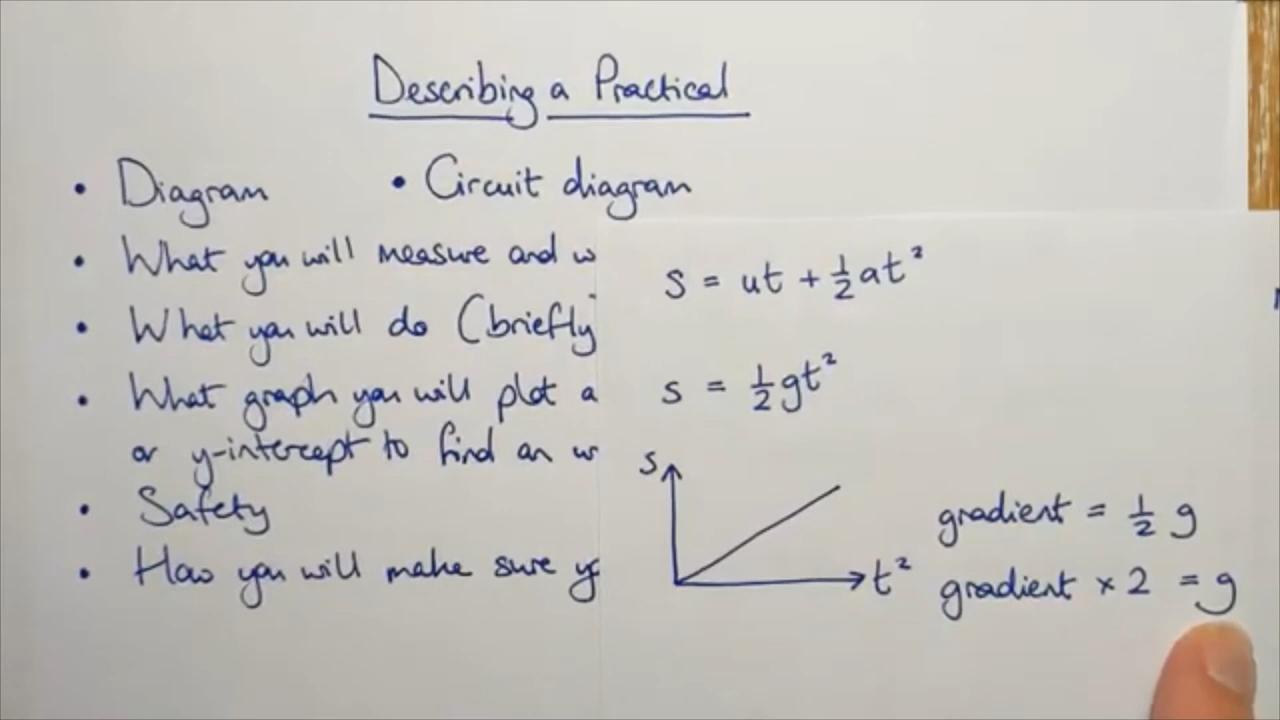 Describing a Practical
• Diagram • Circuit diagram
• What you will measure and w
• What you will do (briefly
• What graph you will plot a
or y-intercept to find an
• Safety
• How you will make sure
s = ut + ½at²
s = ½gt²
s
t²
gradient = ½ g
gradient × 2 = g